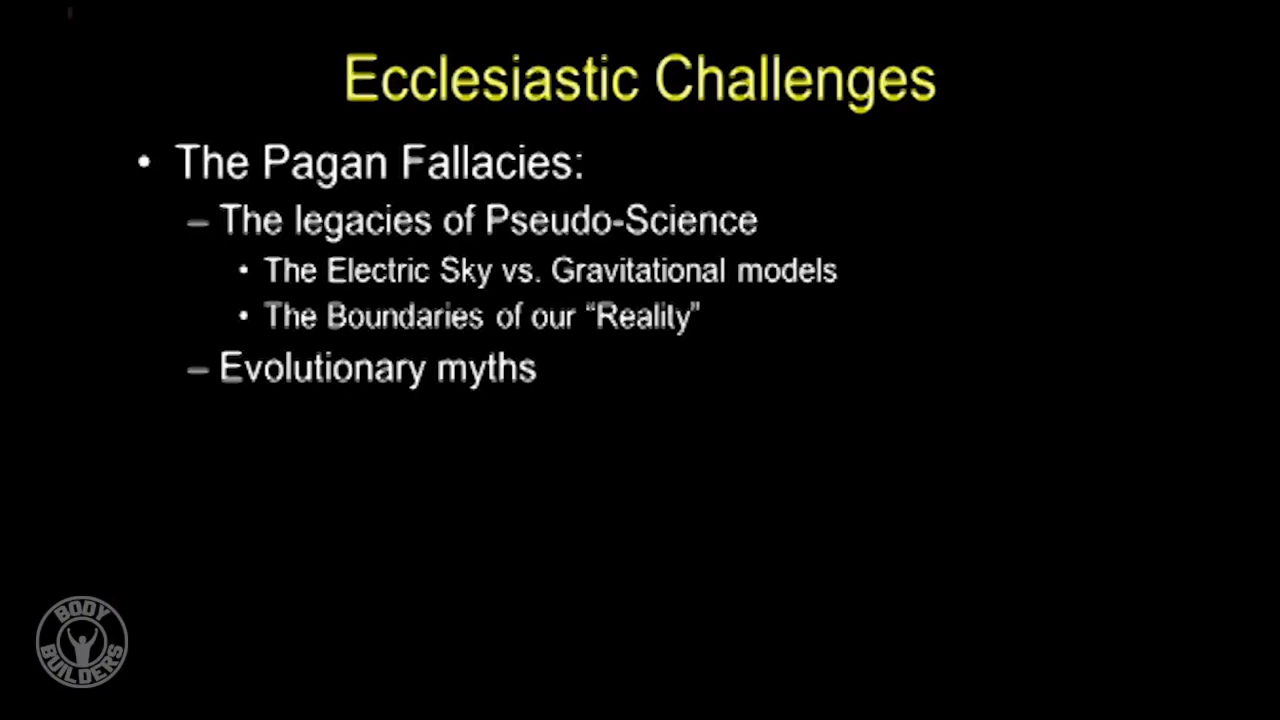 Ecclesiastic Challenges
• The Pagan Fallacies:
– The legacies of Pseudo-Science
• The Electric Sky vs. Gravitational models
• The Boundaries of our “Reality”
– Evolutionary myths
BODY
BUILDERS